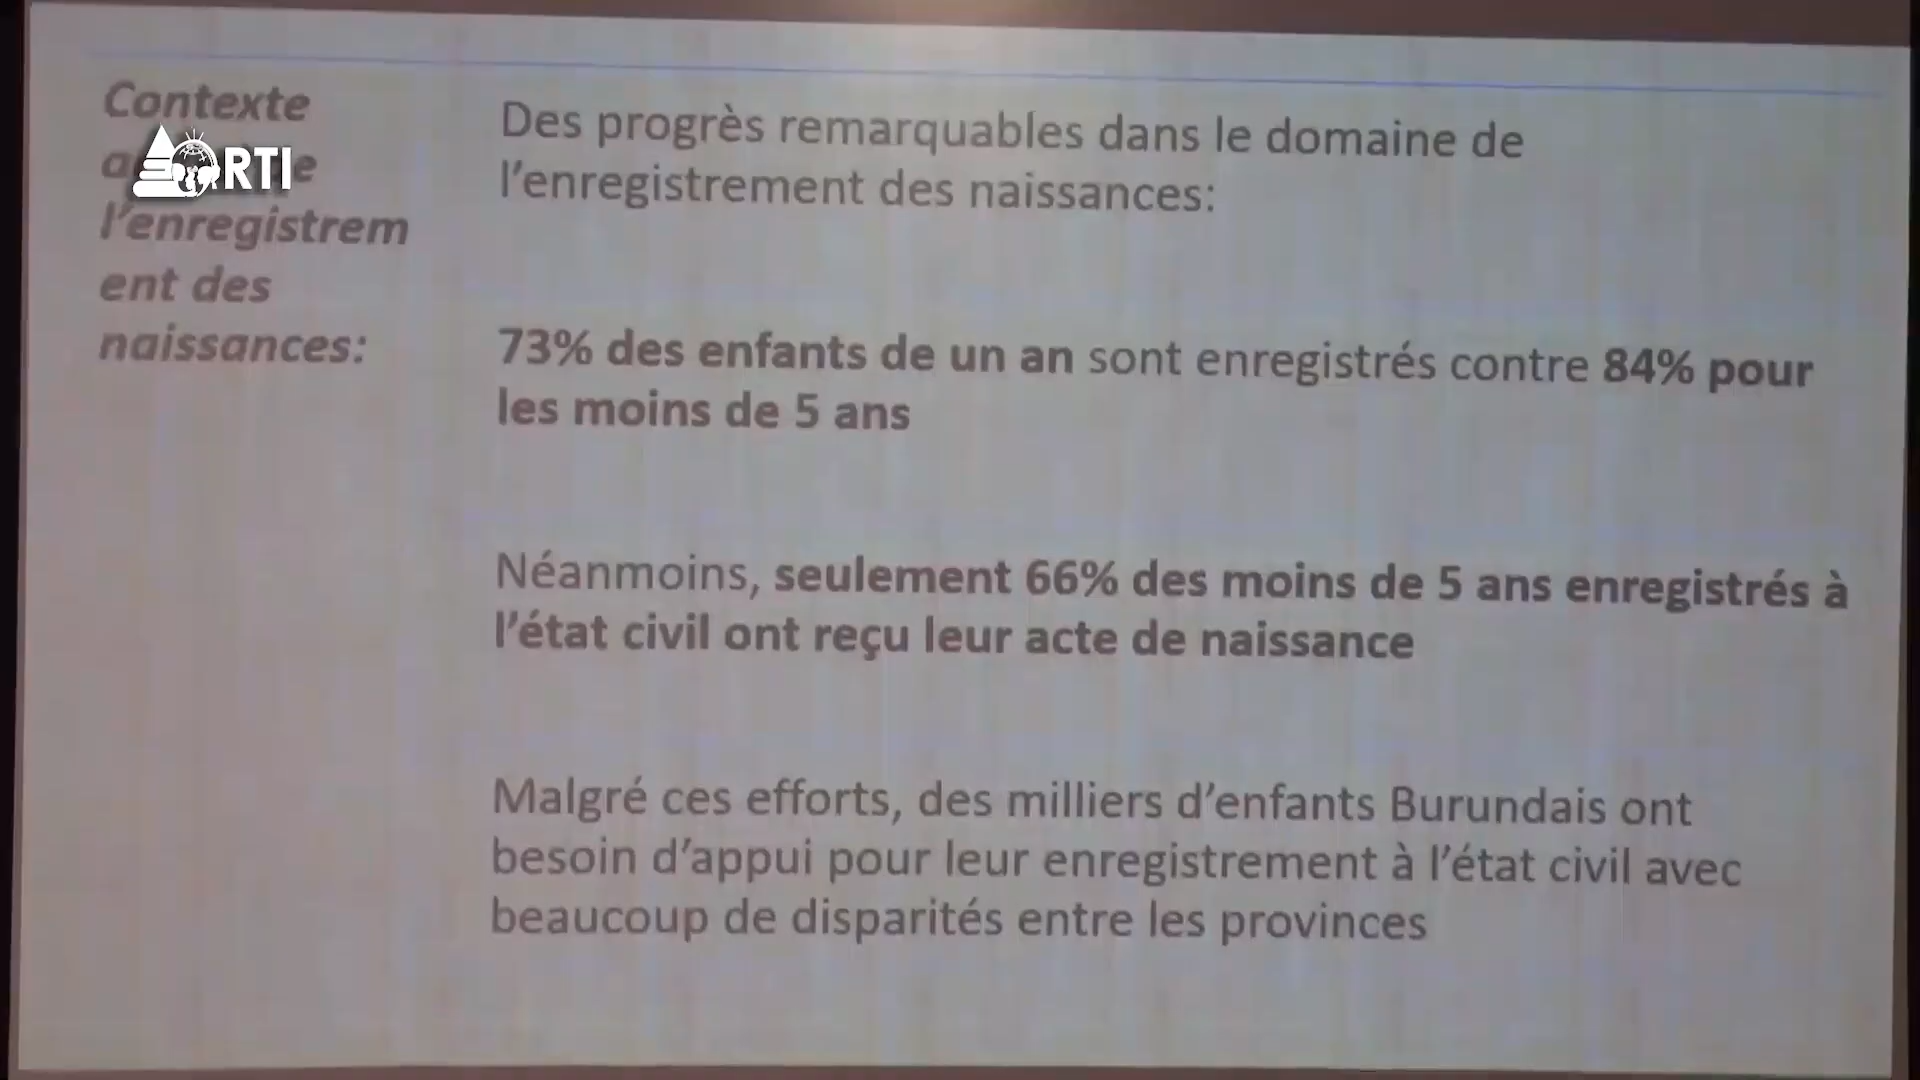 Contexte
l'enregistrem
ent des
naissances:
ORTI
Des progrès remarquables dans le domaine de
l'enregistrement des naissances:
73% des enfants de un an sont enregistrés contre 84% pour
les moins de 5 ans
Néanmoins, seulement 66% des moins de 5 ans enregistrés à
l'état civil ont reçu leur acte de naissance
Malgré ces efforts, des milliers d'enfants Burundais ont
besoin d'appui pour leur enregistrement à l'état civil avec
beaucoup de disparités entre les provinces